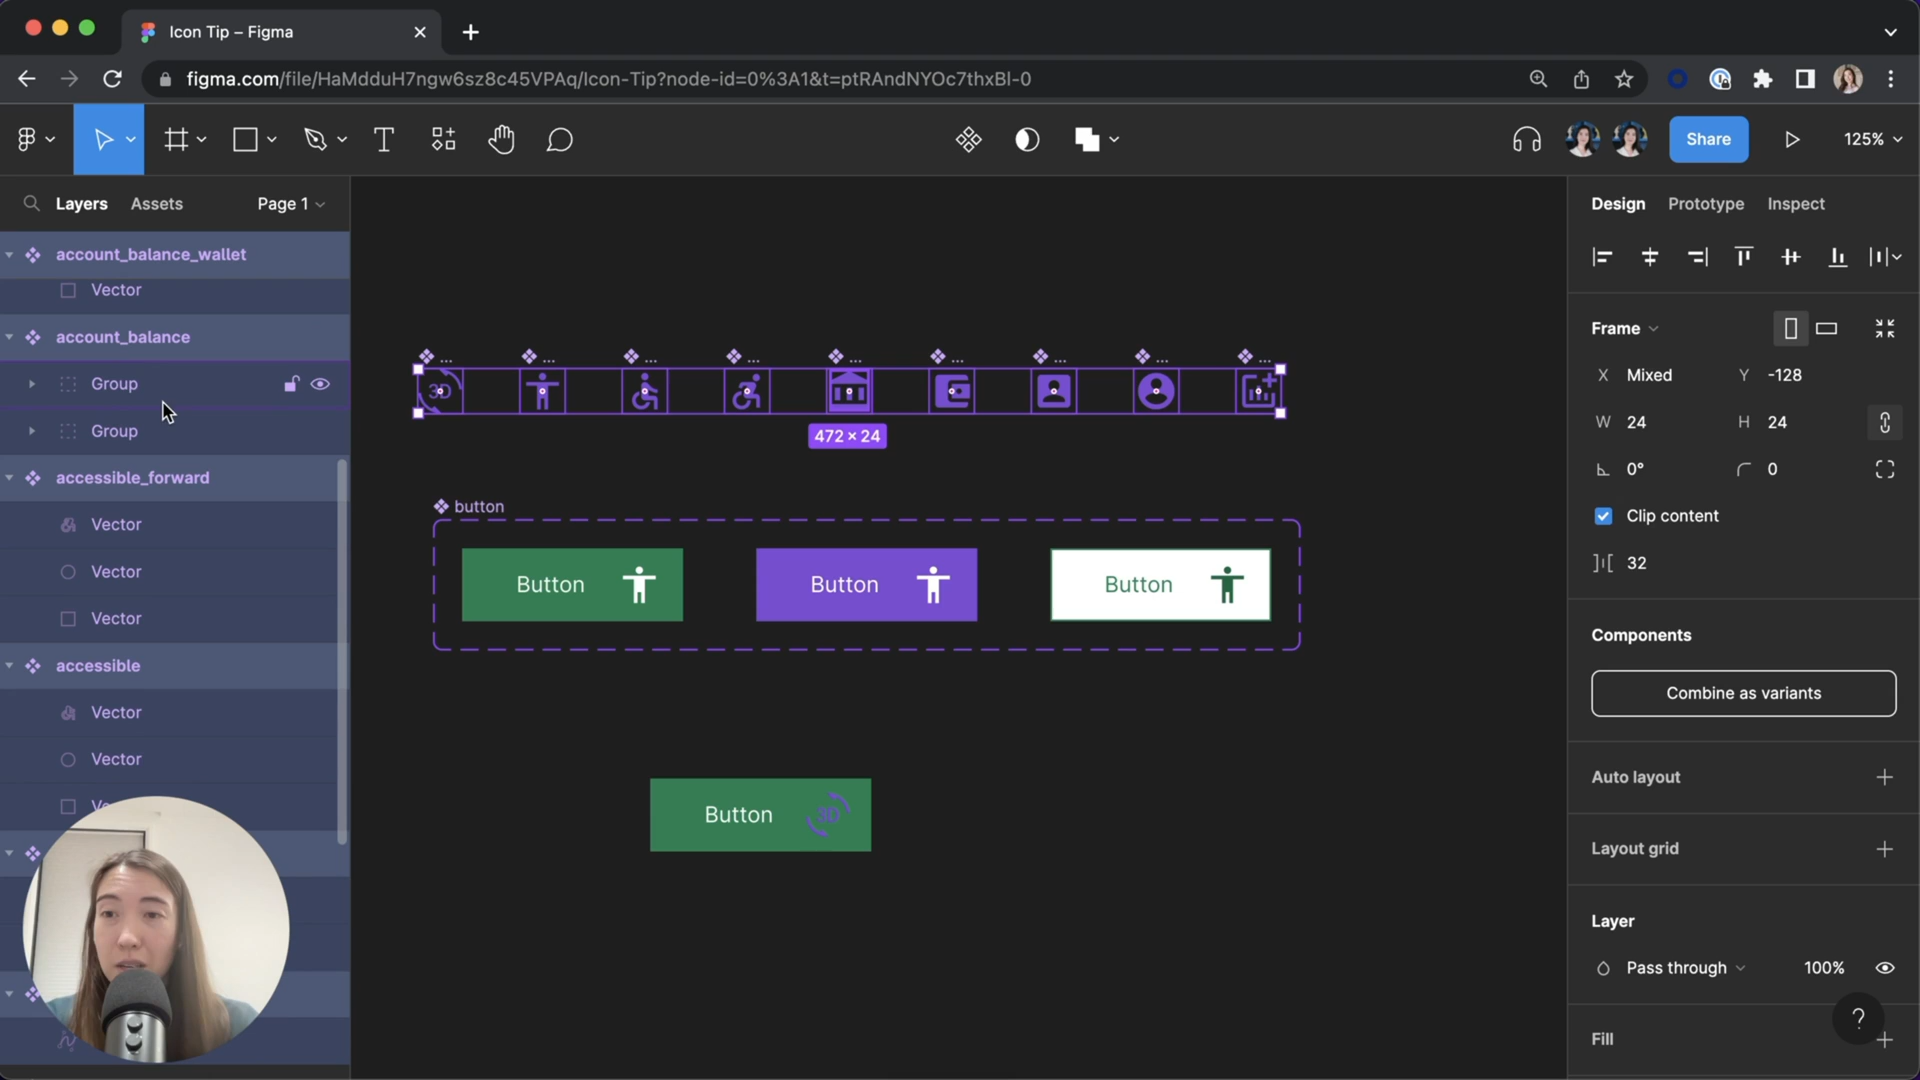 Icon Tip – Figma
figma.com/file/HaMdduH7ngw6sz8c45VPAq/Icon-Tip?node-id=0%3A1&t=ptRAndNYOc7thxBI-0
Share
125%
Layers
Assets
Page 1
account_balance_wallet
Vector
account_balance
Group
Group
accessible_forward
Vector
Vector
Vector
accessible
Vector
Vector
... ... ... ... ... ... ... ... ...
3D
472 × 24
button
Button
Button
Button
Button
3D
Design
Prototype
Inspect
Frame
X Mixed
Y -128
W 24
H 24
0°
0
Clip content
32
Components
Combine as variants
Auto layout
Layout grid
Layer
Pass through
100%
?
Fill